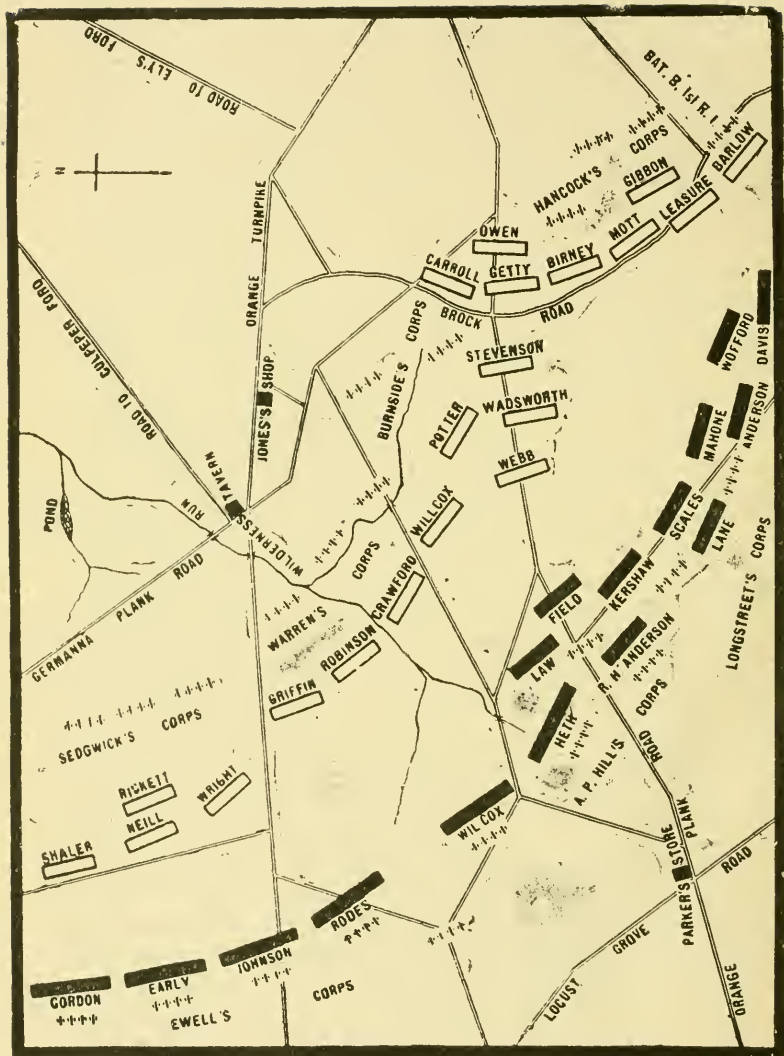 ROAD TO ELY'S FORD
N
ROAD TO CULPEPER FORD
ORANGE TURNPIKE
BAT. B, 1st R. I.
HANCOCK'S CORPS
BARLOW
GIBBON
LEASURE
MOTT
BIRNEY
OWEN
GETTY
CARROLL
BROCK ROAD
JONES'S SHOP
BURNSIDE'S CORPS
STEVENSON
WADSWORTH
POTTER
WEBB
WILLCOX
POND
WILDERNESS TAVERN
WILDERNESS RUN
GERMANNA PLANK ROAD
WARREN'S CORPS
CRAWFORD
ROBINSON
GRIFFIN
SEDGWICK'S CORPS
RICKETT
WRIGHT
NEILL
SHALER
DAVIS
WOFFORD
ANDERSON
MAHONE
SCALES
LANE
KERSHAW
FIELD
LAW
R. H. ANDERSON
LONGSTREET'S CORPS
HETH
A. P. HILL'S CORPS
WILCOX
RODES
JOHNSON
EARLY
GORDON
EWELL'S CORPS
PARKER'S STORE
ORANGE PLANK ROAD
LOCUST GROVE ROAD